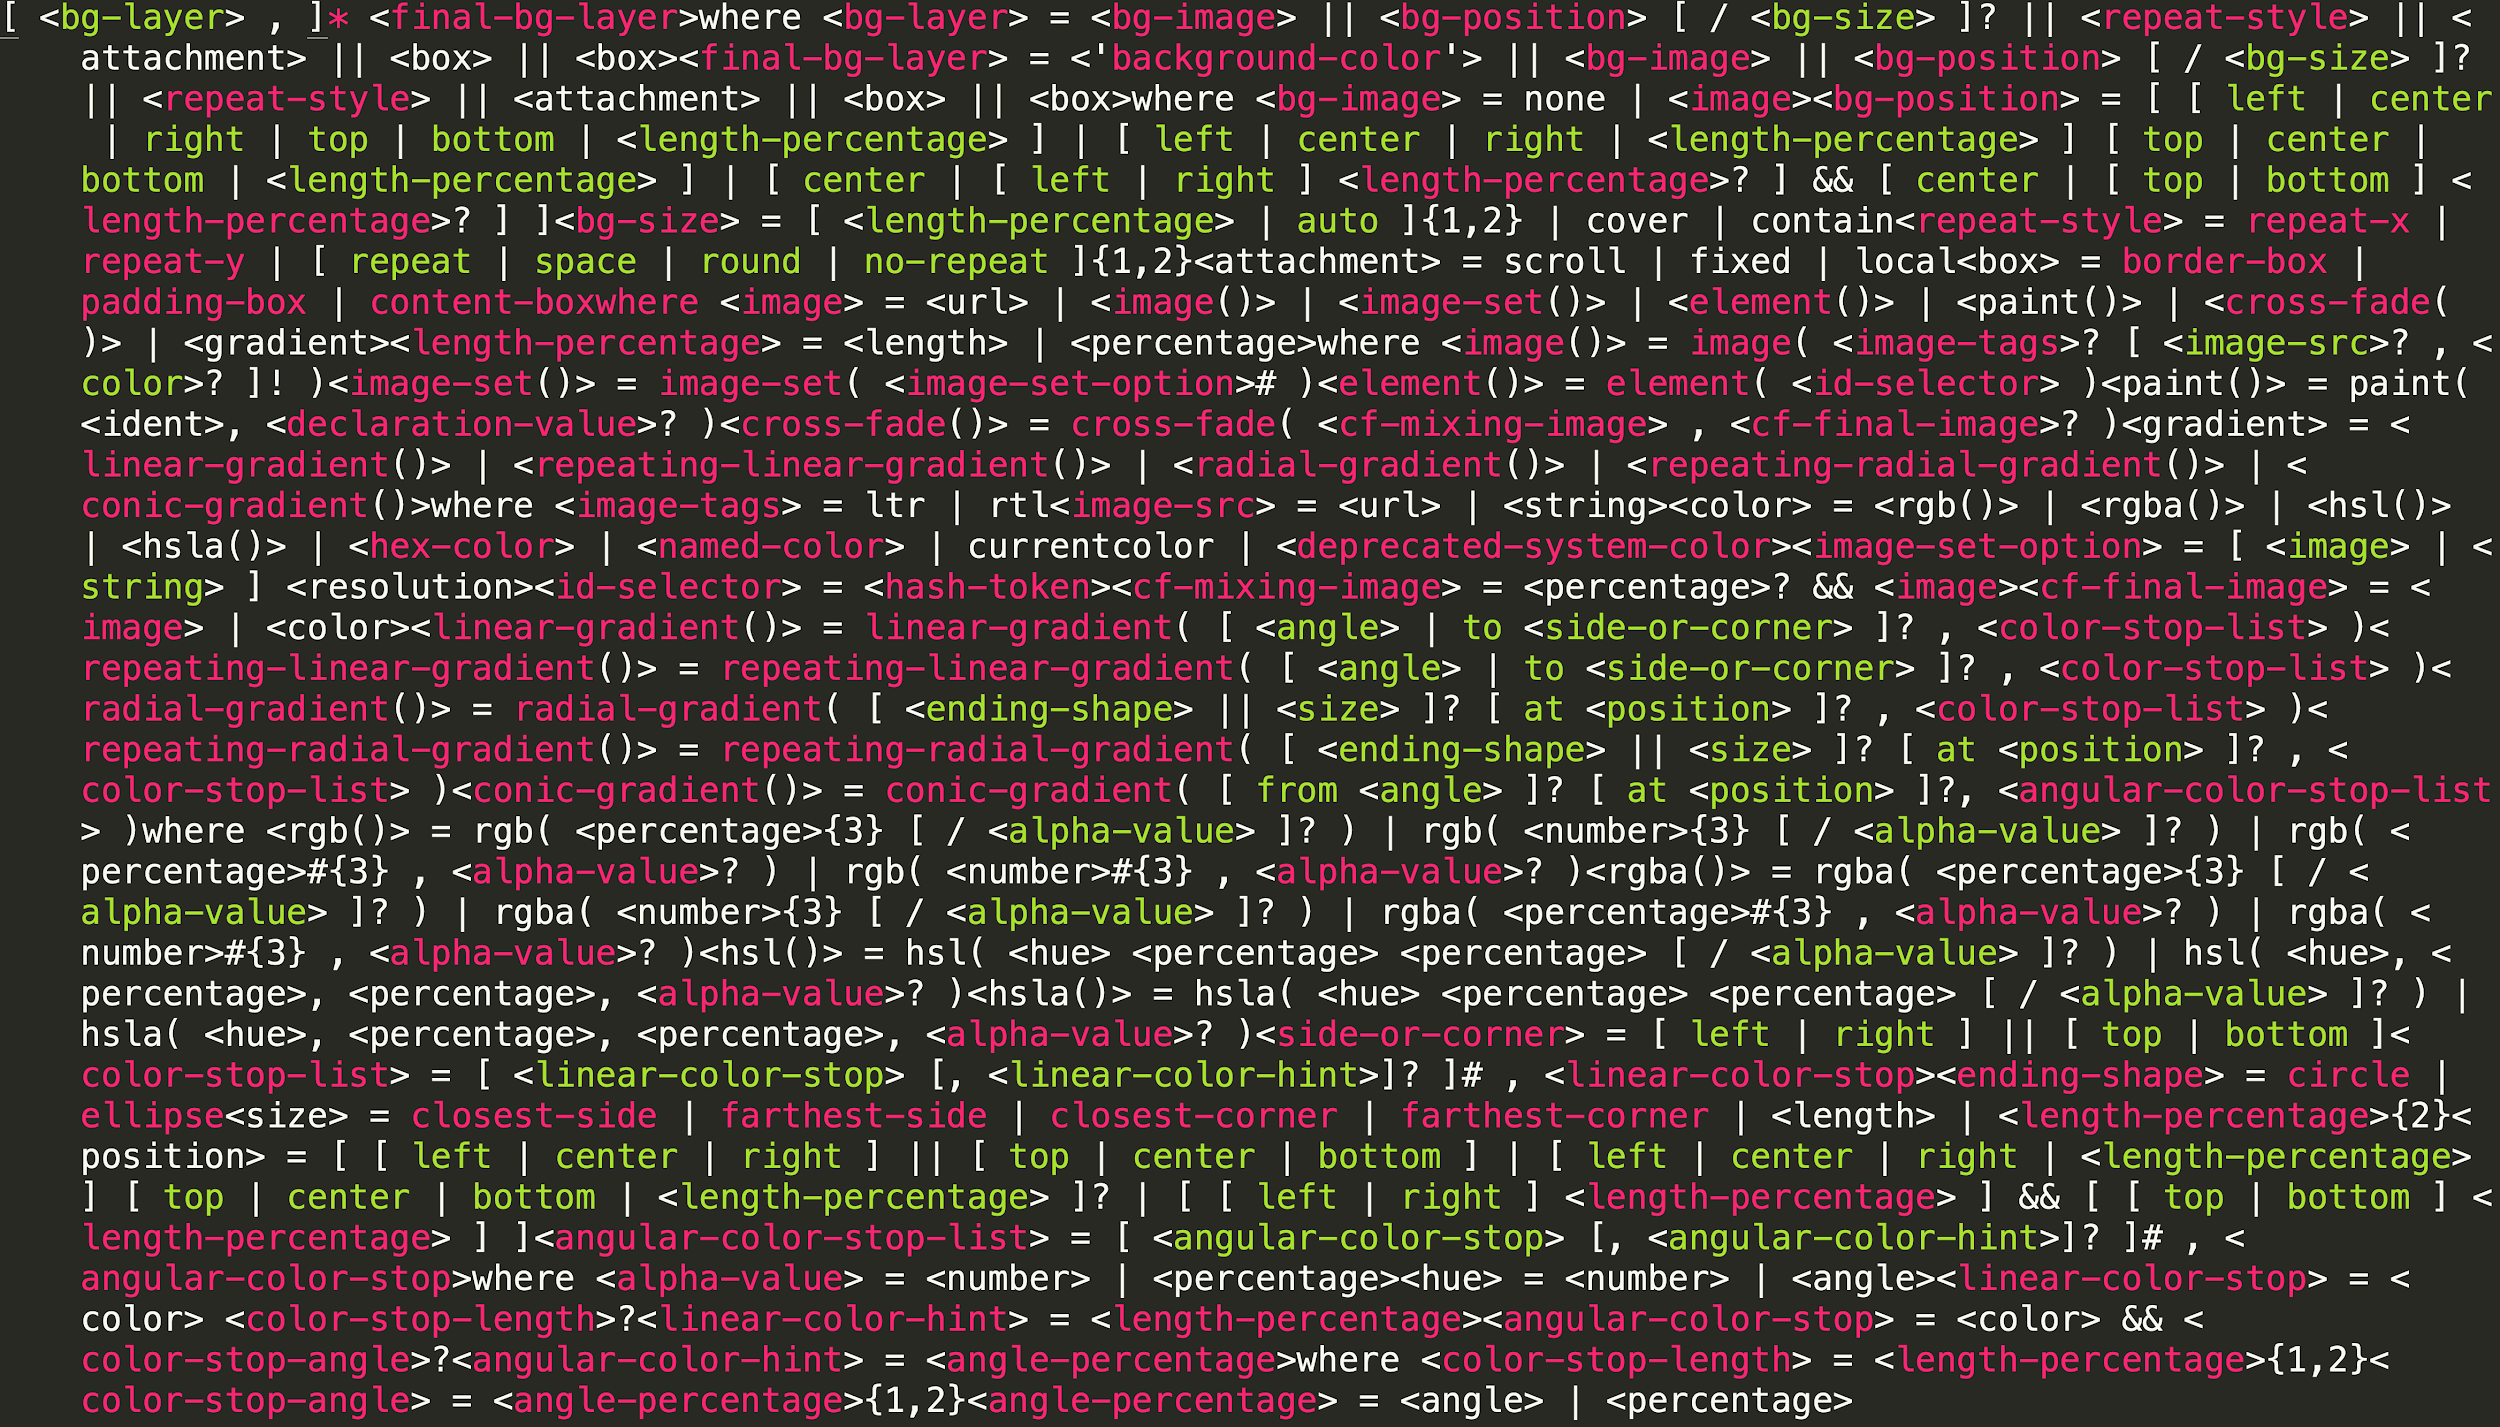 [ <bg-layer> , ]* <final-bg-layer>where <bg-layer> = <bg-image> || <bg-position> [ / <bg-size> ]? || <repeat-style> || <
attachment> || <box> || <box><final-bg-layer> = <'background-color'> || <bg-image> || <bg-position> [ / <bg-size> ]?
|| <repeat-style> || <attachment> || <box> || <box>where <bg-image> = none | <image><bg-position> = [ [ left | center
| right | top | bottom | <length-percentage> ] | [ left | center | right | <length-percentage> ] [ top | center |
bottom | <length-percentage> ] | [ center | [ left | right ] <length-percentage>? ] && [ center | [ top | bottom ] <
length-percentage>? ] ]<bg-size> = [ <length-percentage> | auto ]{1,2} | cover | contain<repeat-style> = repeat-x |
repeat-y | [ repeat | space | round | no-repeat ]{1,2}<attachment> = scroll | fixed | local<box> = border-box |
padding-box | content-boxwhere <image> = <url> | <image()> | <image-set()> | <element()> | <paint()> | <cross-fade(
)> | <gradient><length-percentage> = <length> | <percentage>where <image()> = image( <image-tags>? [ <image-src>? , <
color>? ]! )<image-set()> = image-set( <image-set-option># )<element()> = element( <id-selector> )<paint()> = paint(
<ident>, <declaration-value>? )<cross-fade()> = cross-fade( <cf-mixing-image> , <cf-final-image>? )<gradient> = <
linear-gradient()> | <repeating-linear-gradient()> | <radial-gradient()> | <repeating-radial-gradient()> | <
conic-gradient()>where <image-tags> = ltr | rtl<image-src> = <url> | <string><color> = <rgb()> | <rgba()> | <hsl()>
| <hsla()> | <hex-color> | <named-color> | currentcolor | <deprecated-system-color><image-set-option> = [ <image> | <
string> ] <resolution><id-selector> = <hash-token><cf-mixing-image> = <percentage>? && <image><cf-final-image> = <
image> | <color><linear-gradient()> = linear-gradient( [ <angle> | to <side-or-corner> ]? , <color-stop-list> )<
repeating-linear-gradient()> = repeating-linear-gradient( [ <angle> | to <side-or-corner> ]? , <color-stop-list> )<
radial-gradient()> = radial-gradient( [ <ending-shape> || <size> ]? [ at <position> ]? , <color-stop-list> )<
repeating-radial-gradient()> = repeating-radial-gradient( [ <ending-shape> || <size> ]? [ at <position> ]? , <
color-stop-list> )<conic-gradient()> = conic-gradient( [ from <angle> ]? [ at <position> ]?, <angular-color-stop-list
> )where <rgb()> = rgb( <percentage>{3} [ / <alpha-value> ]? ) | rgb( <number>{3} [ / <alpha-value> ]? ) | rgb( <
percentage>#{3} , <alpha-value>? ) | rgb( <number>#{3} , <alpha-value>? )<rgba()> = rgba( <percentage>{3} [ / <
alpha-value> ]? ) | rgba( <number>{3} [ / <alpha-value> ]? ) | rgba( <percentage>#{3} , <alpha-value>? ) | rgba( <
number>#{3} , <alpha-value>? )<hsl()> = hsl( <hue> <percentage> <percentage> [ / <alpha-value> ]? ) | hsl( <hue>, <
percentage>, <percentage>, <alpha-value>? )<hsla()> = hsla( <hue> <percentage> <percentage> [ / <alpha-value> ]? ) |
hsla( <hue>, <percentage>, <percentage>, <alpha-value>? )<side-or-corner> = [ left | right ] || [ top | bottom ]<
color-stop-list> = [ <linear-color-stop> [, <linear-color-hint>]? ]# , <linear-color-stop><ending-shape> = circle |
ellipse<size> = closest-side | farthest-side | closest-corner | farthest-corner | <length> | <length-percentage>{2}<
position> = [ [ left | center | right ] || [ top | center | bottom ] | [ left | center | right | <length-percentage>
] [ top | center | bottom | <length-percentage> ]? | [ [ left | right ] <length-percentage> ] && [ [ top | bottom ] <
length-percentage> ] ]<angular-color-stop-list> = [ <angular-color-stop> [, <angular-color-hint>]? ]# , <
angular-color-stop>where <alpha-value> = <number> | <percentage><hue> = <number> | <angle><linear-color-stop> = <
color> <color-stop-length>?<linear-color-hint> = <length-percentage><angular-color-stop> = <color> && <
color-stop-angle>?<angular-color-hint> = <angle-percentage>where <color-stop-length> = <length-percentage>{1,2}<
color-stop-angle> = <angle-percentage>{1,2}<angle-percentage> = <angle> | <percentage>